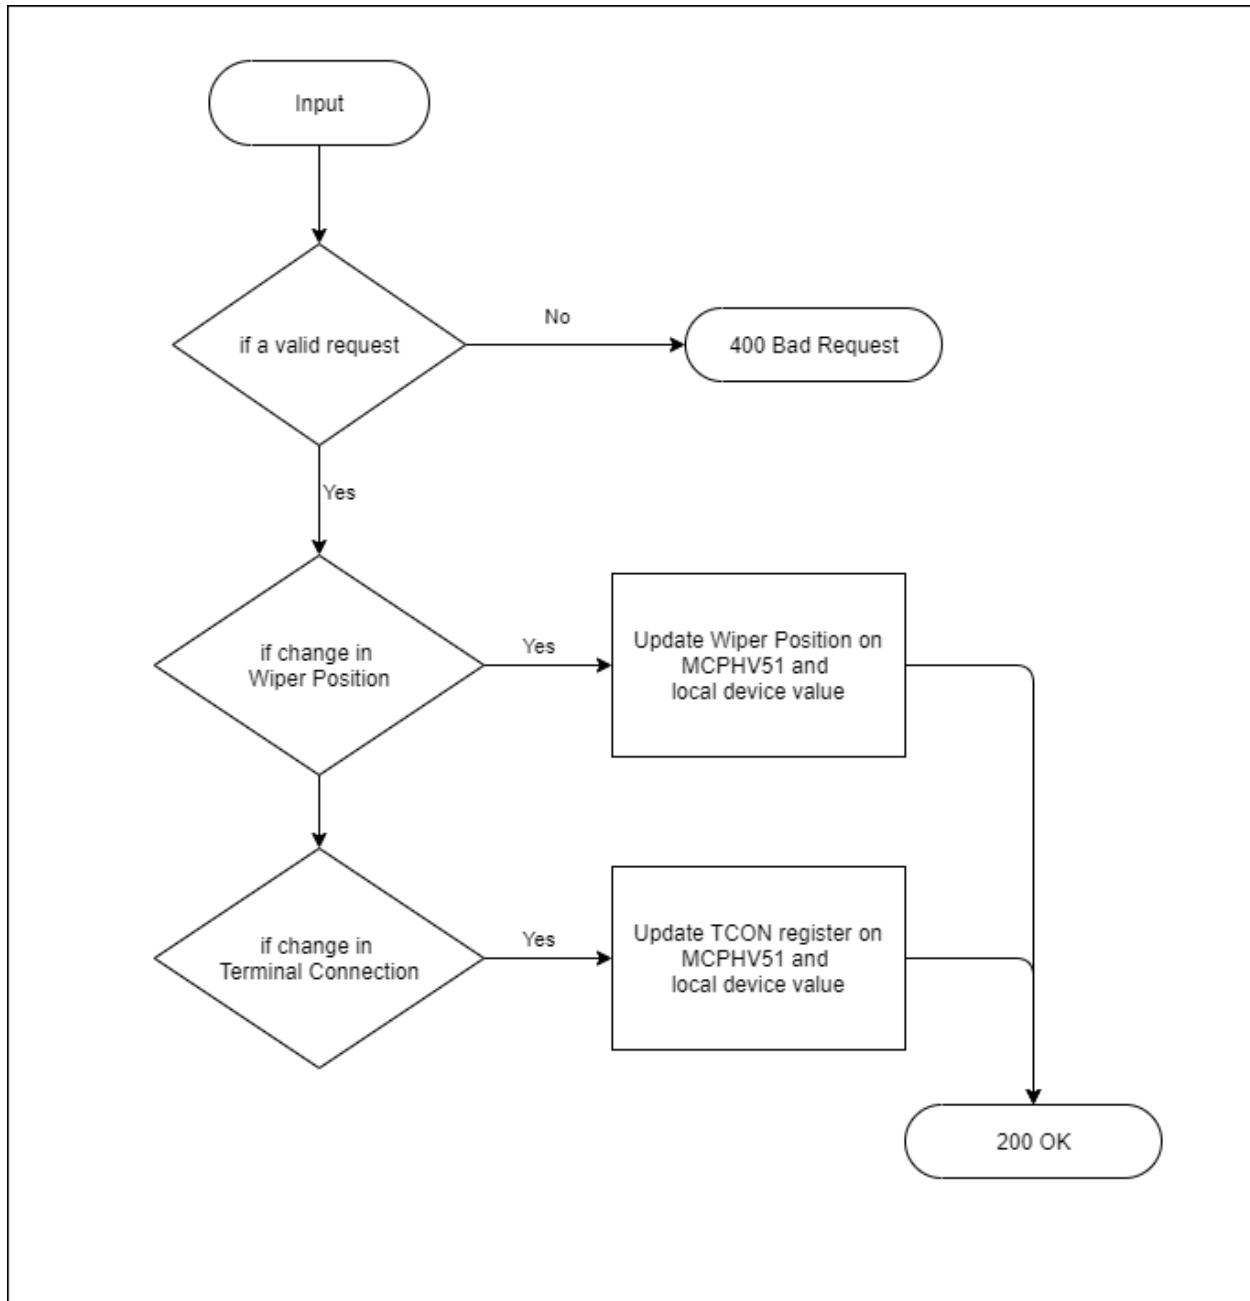 Input
if a valid request
No
400 Bad Request
Yes
if change in
Wiper Position
Yes
Update Wiper Position on
MCPHV51 and
local device value
if change in
Terminal Connection
Yes
Update TCON register on
MCPHV51 and
local device value
200 OK